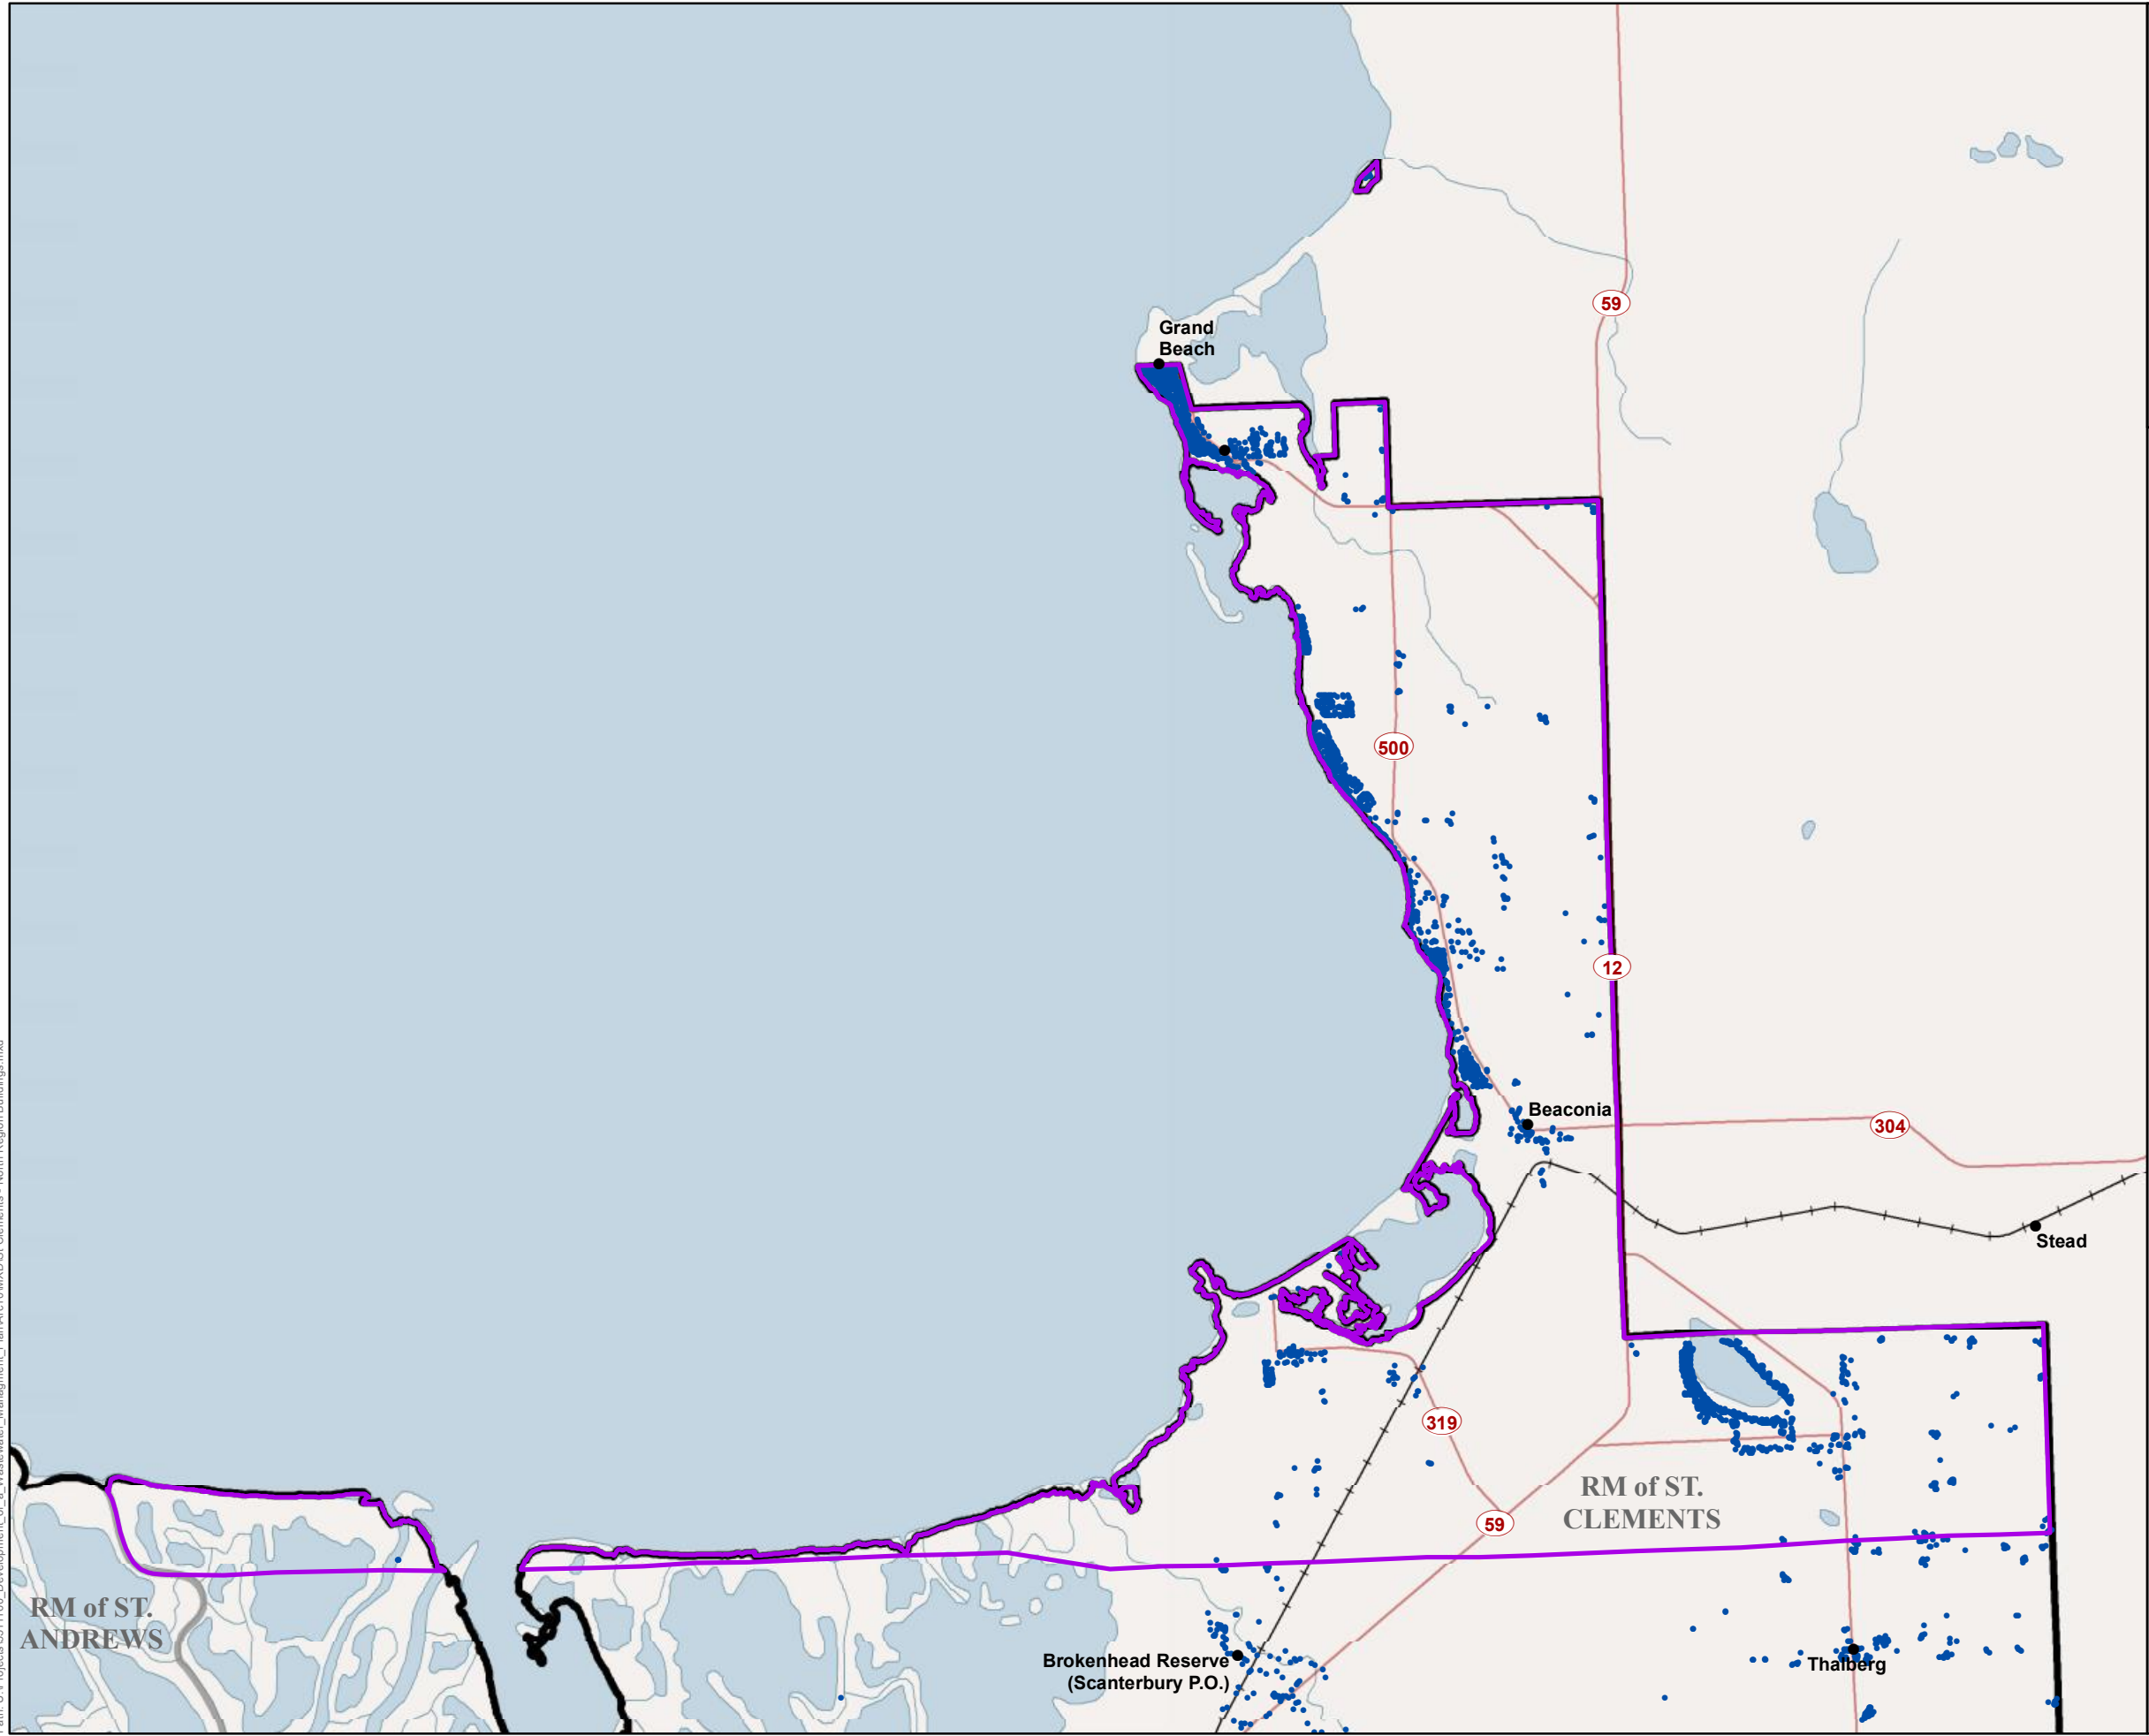 Grand
Beach
59
500
12
Beaconia
304
Stead
319
RM of ST.
CLEMENTS
59
RM of ST.
ANDREWS
Brokenhead Reserve
(Scanterbury P.O.)
Thalberg